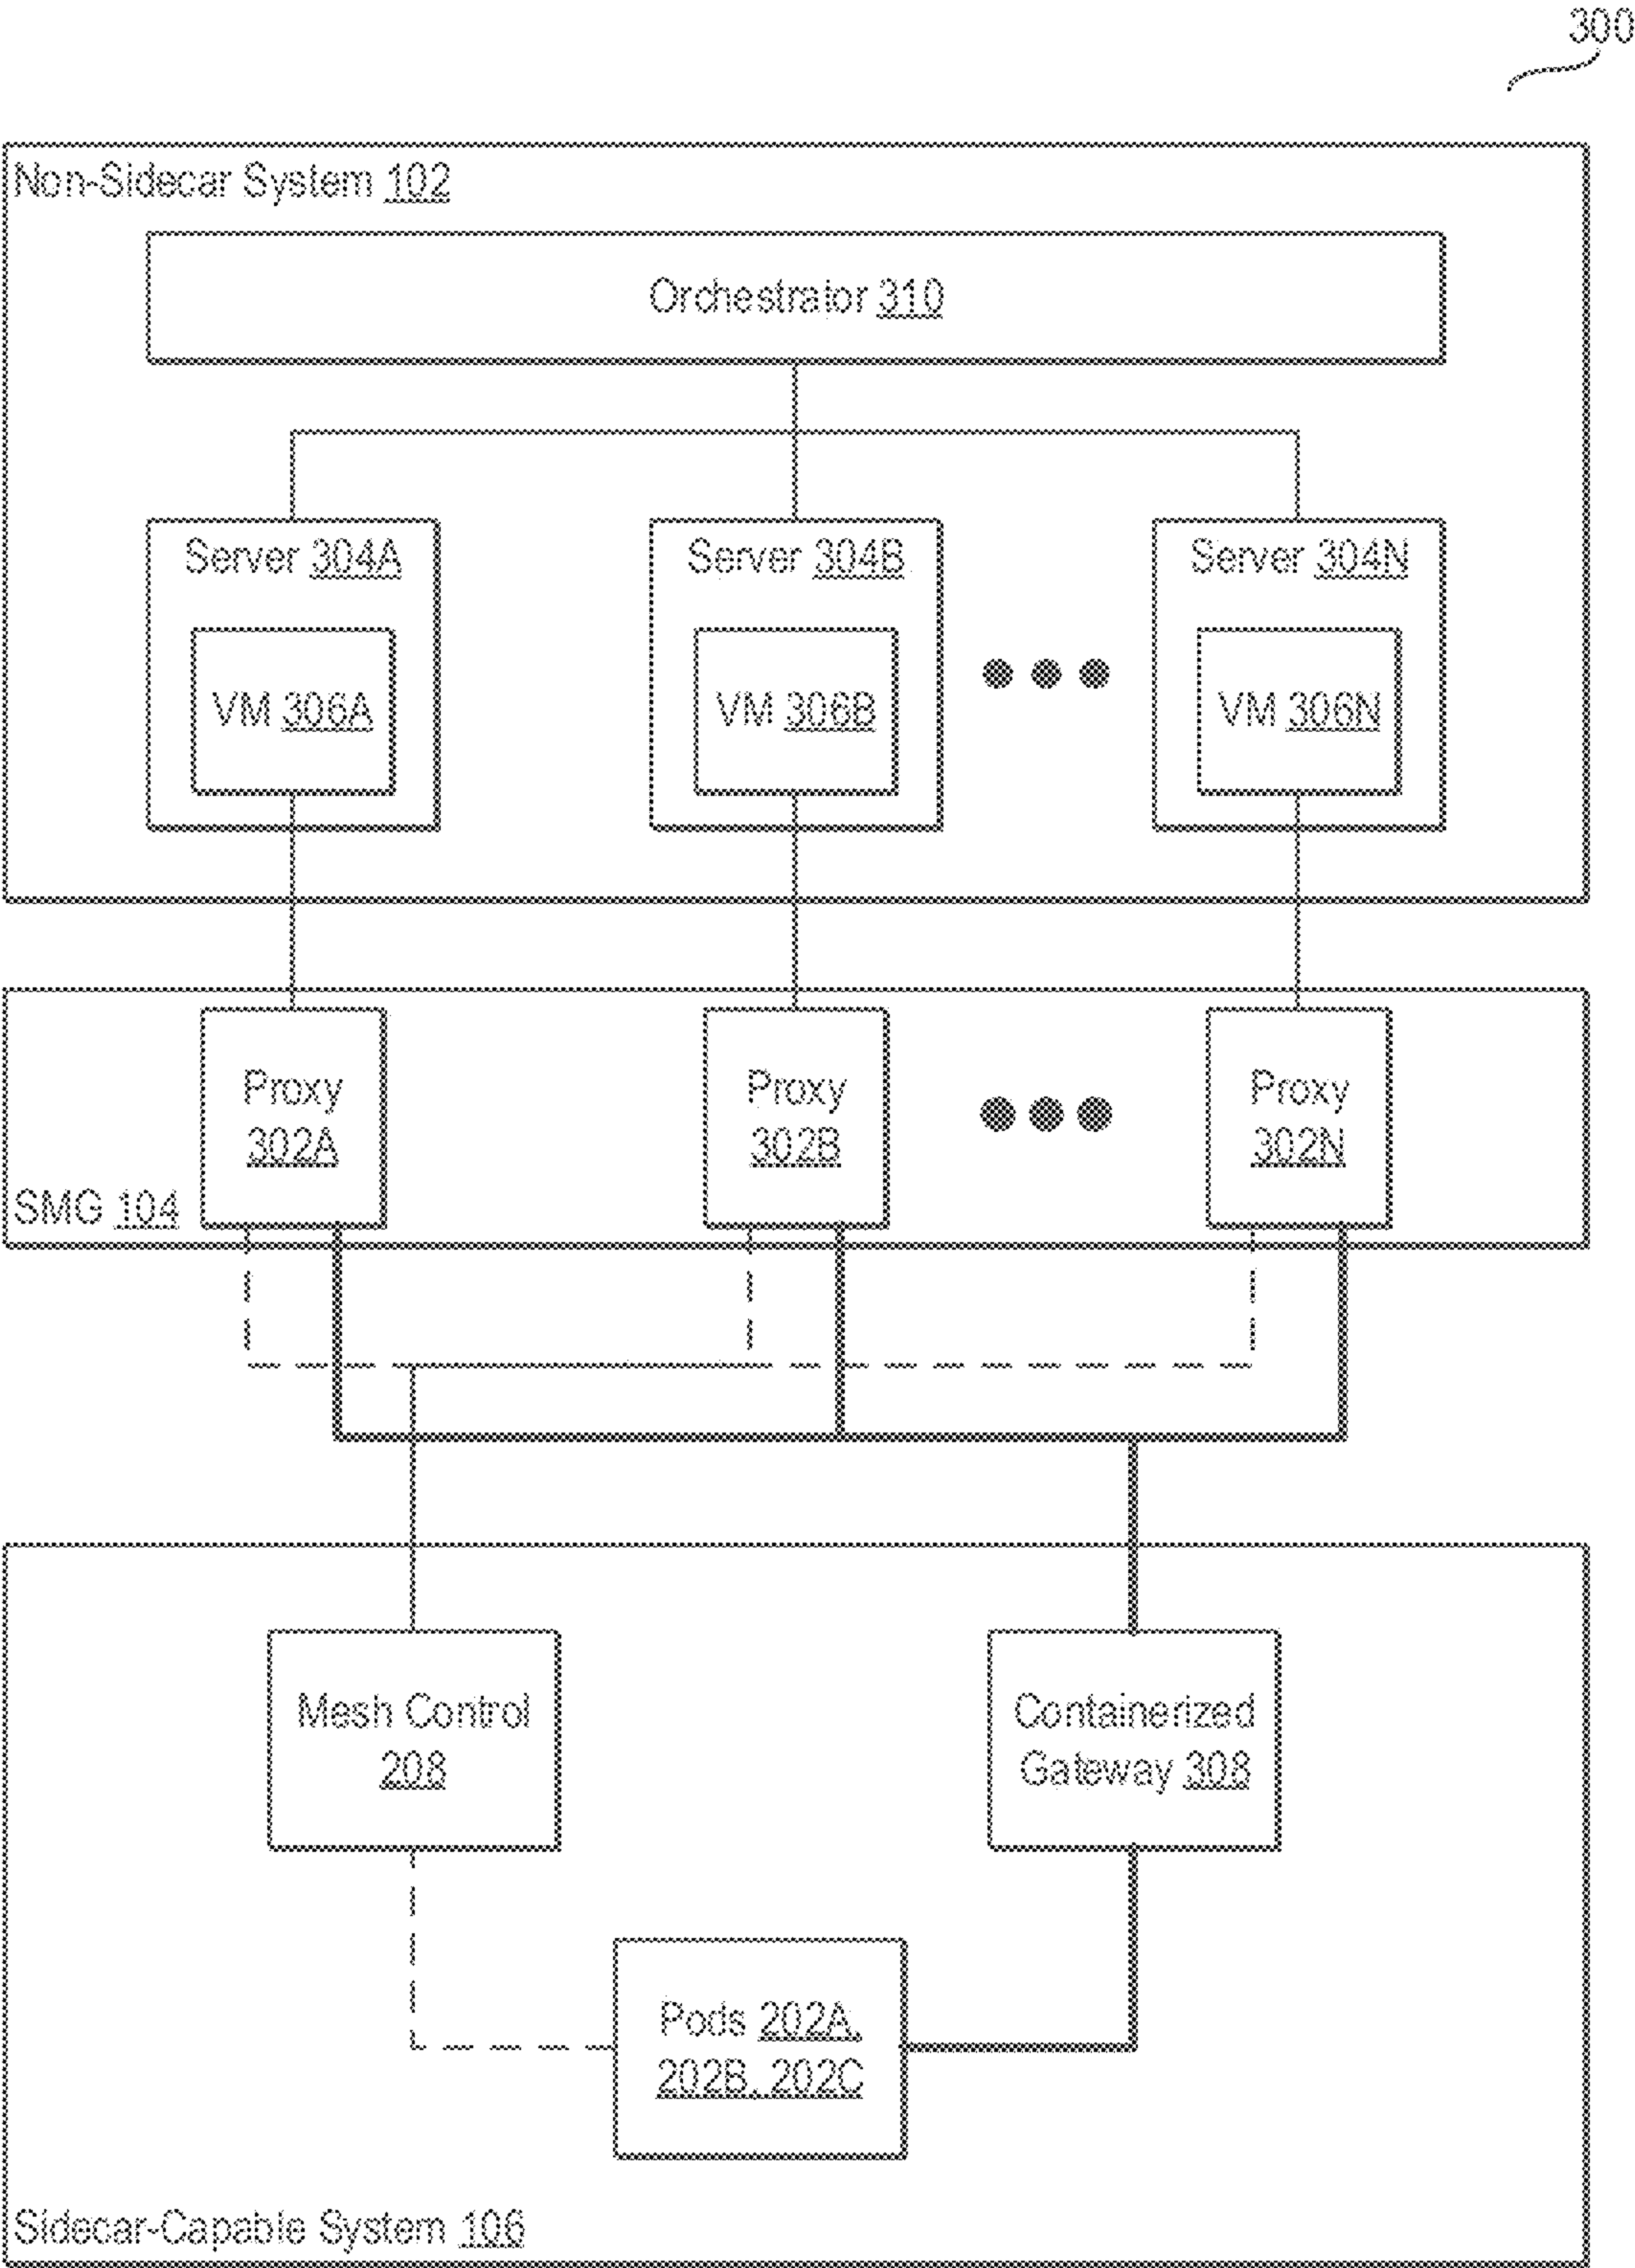 300
Non-Sidecar System 102
Orchestrator 310
Server 304A
Server 304B
Server 304N
VM 306A
VM 306B
VM 306N
Proxy
302A
Proxy
302B
Proxy
302N
SMG 104
Mesh Control
208
Containerized
Gateway 308
Pods 202A,
202B, 202C
Sidecar-Capable System 106